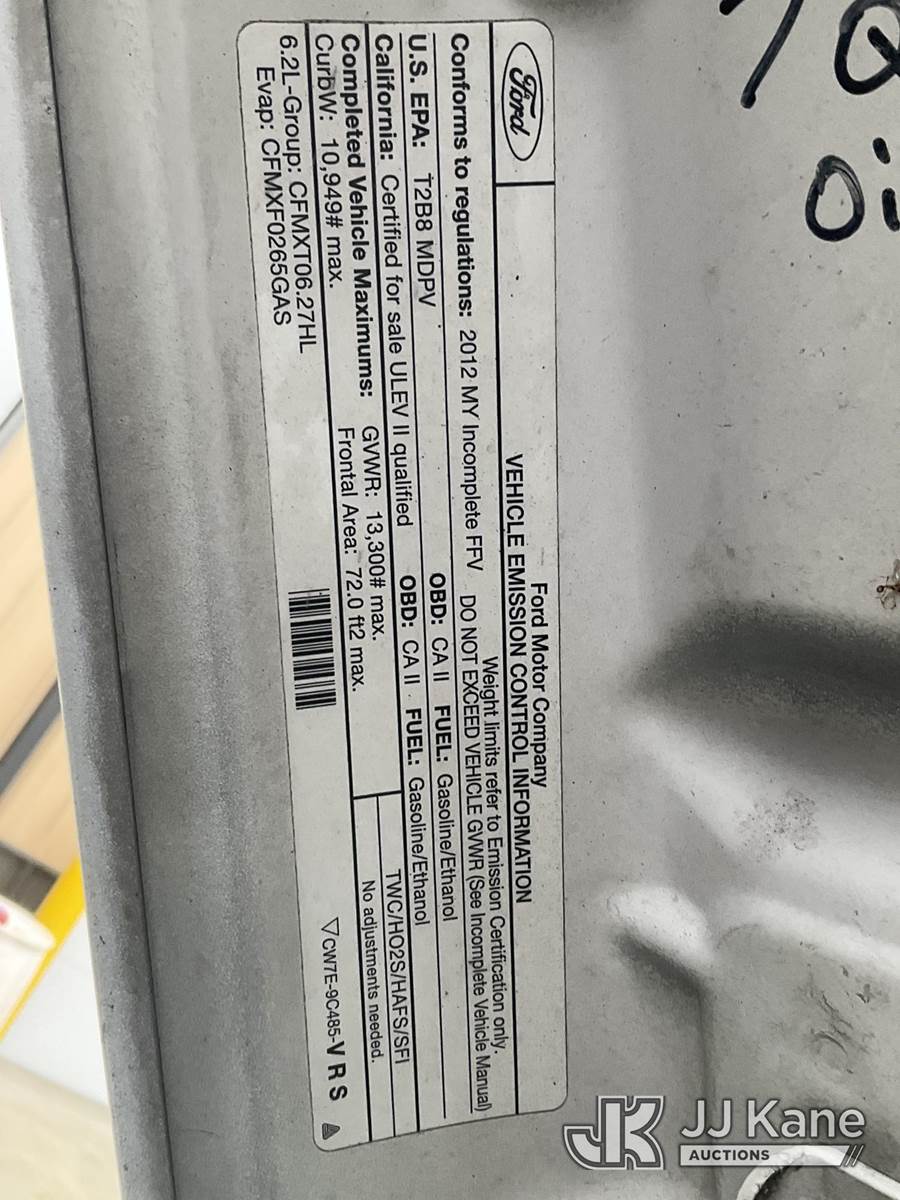 Ford
Ford Motor Company
VEHICLE EMISSION CONTROL INFORMATION
Weight limits refer to Emission Certification only.
Conforms to regulations: 2012 MY Incomplete FFV DO NOT EXCEED VEHICLE GVWR (See Incomplete Vehicle Manual)
U.S. EPA: T2B8 MDPV OBD: CA II FUEL: Gasoline/Ethanol
California: Certified for sale ULEV II qualified OBD: CA II FUEL: Gasoline/Ethanol
TWC/HO2S/HAFS/SFI
Completed Vehicle Maximums: GVWR: 13,300# max.
No adjustments needed.
CurbW: 10,949# max. Frontal Area: 72.0 ft2 max.
6.2L-Group: CFMXT06.27HL
Evap: CFMXF0265GAS
CW7E-9C485-V R S
JK JJ Kane
AUCTIONS